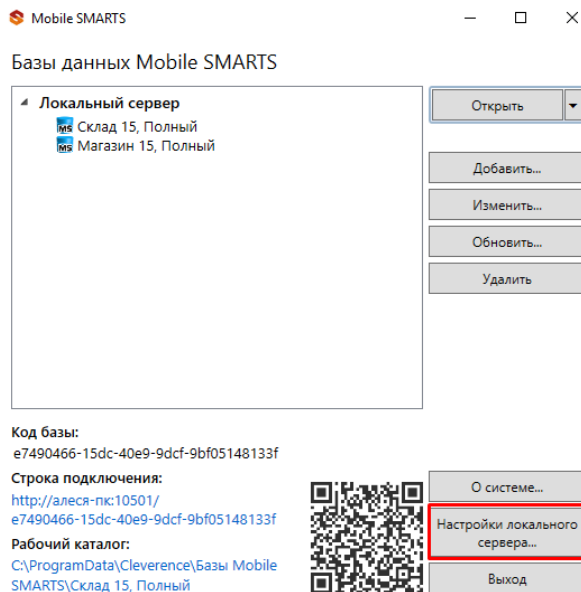 Mobile SMARTS
Базы данных Mobile SMARTS
Локальный сервер
Склад 15, Полный
Магазин 15, Полный
Открыть
Добавить...
Изменить...
Обновить...
Удалить
Код базы:
e7490466-15dc-40e9-9dcf-9bf05148133f
Строка подключения:
http://алеся-пк:10501/
e7490466-15dc-40e9-9dcf-9bf05148133f
Рабочий каталог:
C:\ProgramData\Cleverence\Базы Mobile
SMARTS\Склад 15, Полный
О системе...
Настройки локального
сервера...
Выход